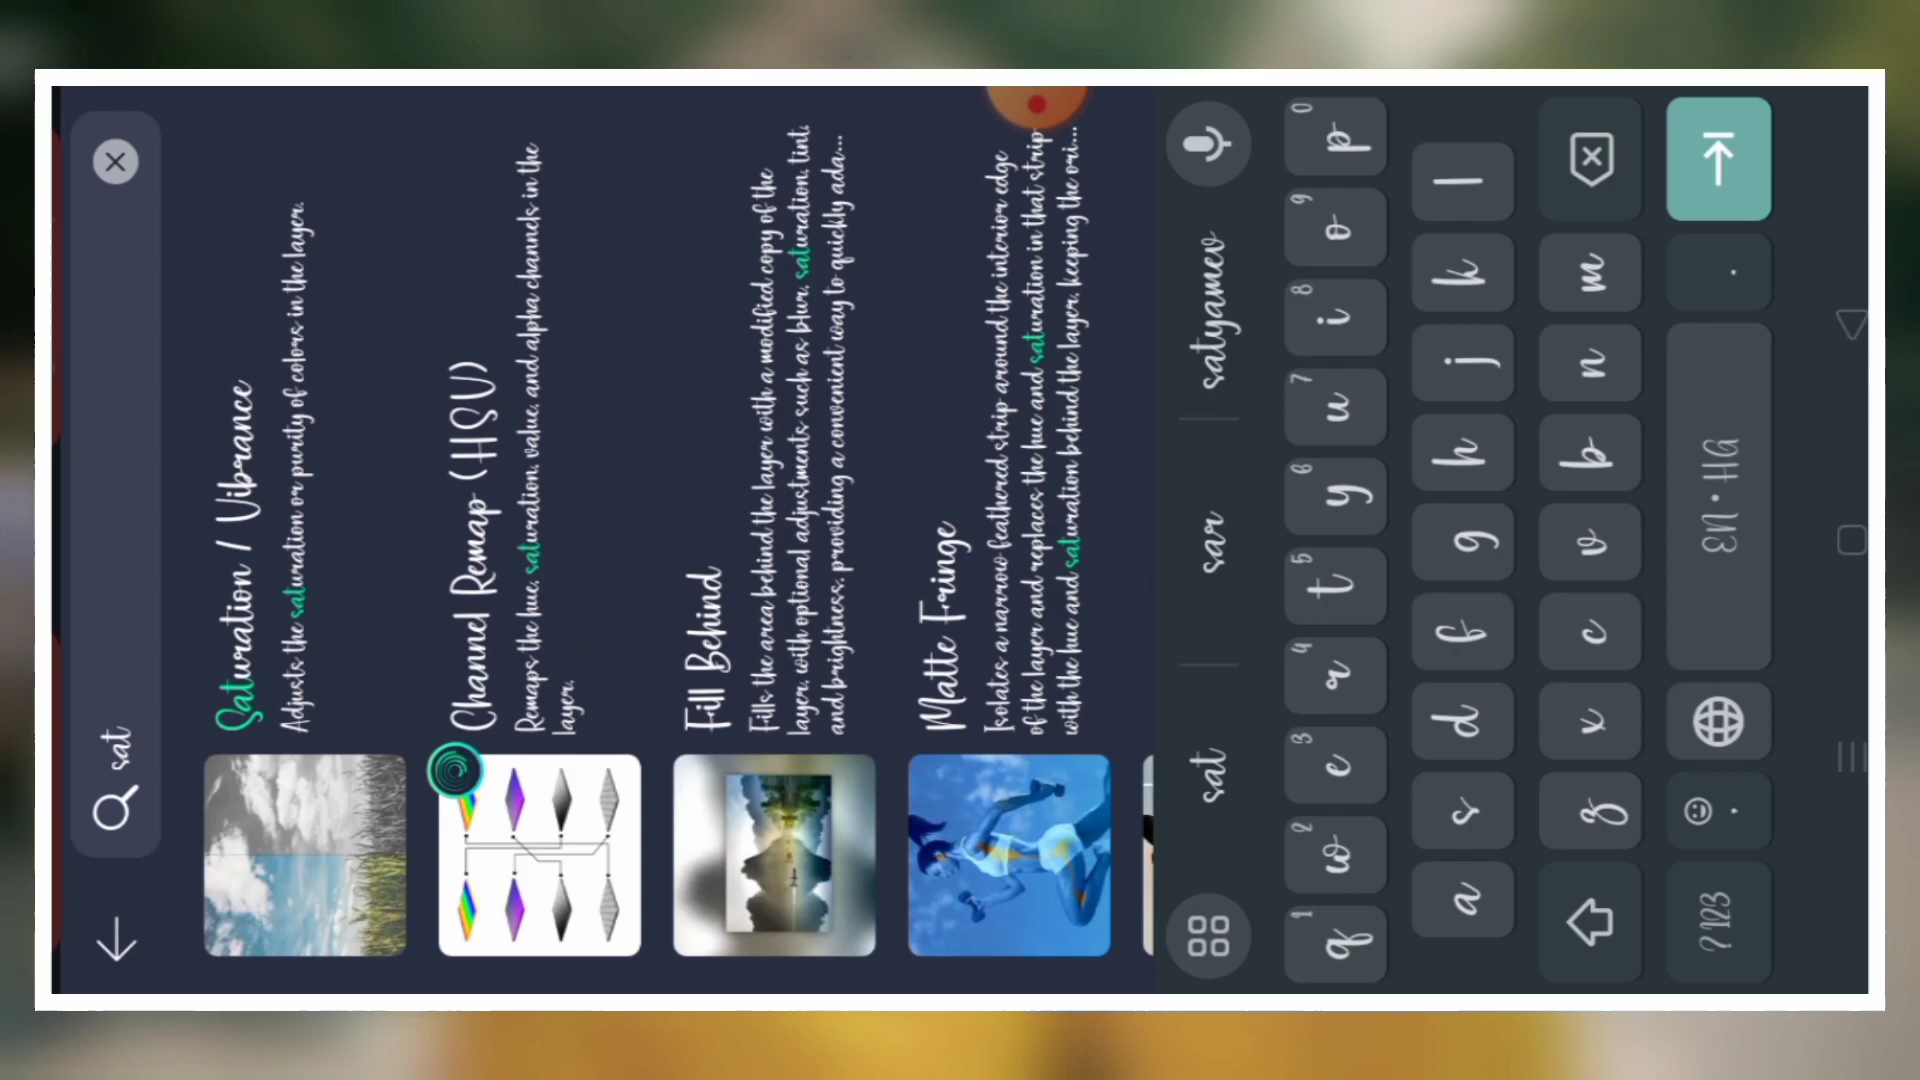 sat
Saturation / Vibrance
Adjusts the saturation or purity of colors in the layer.
Channel Remap (HSV)
Remaps the hue, saturation, value, and alpha channels in the
layer.
Fill Behind
Fills the area behind the layer with a modified copy of the
layer, with optional adjustments such as blur, saturation, tint,
and brightness, providing a convenient way to quickly ada...
Matte Fringe
Isolates a narrow feathered strip around the interior edge
of the layer and replaces the hue and saturation in that strip
with the hue and saturation behind the layer, keeping the ori...
sat sar satyamev
q 1 w 2 e 3 r 4 t 5 y 6 u 7 i 8 o 9 p 0
a s d f g h j k l
z x c v b n m
?123 , EN • HG .